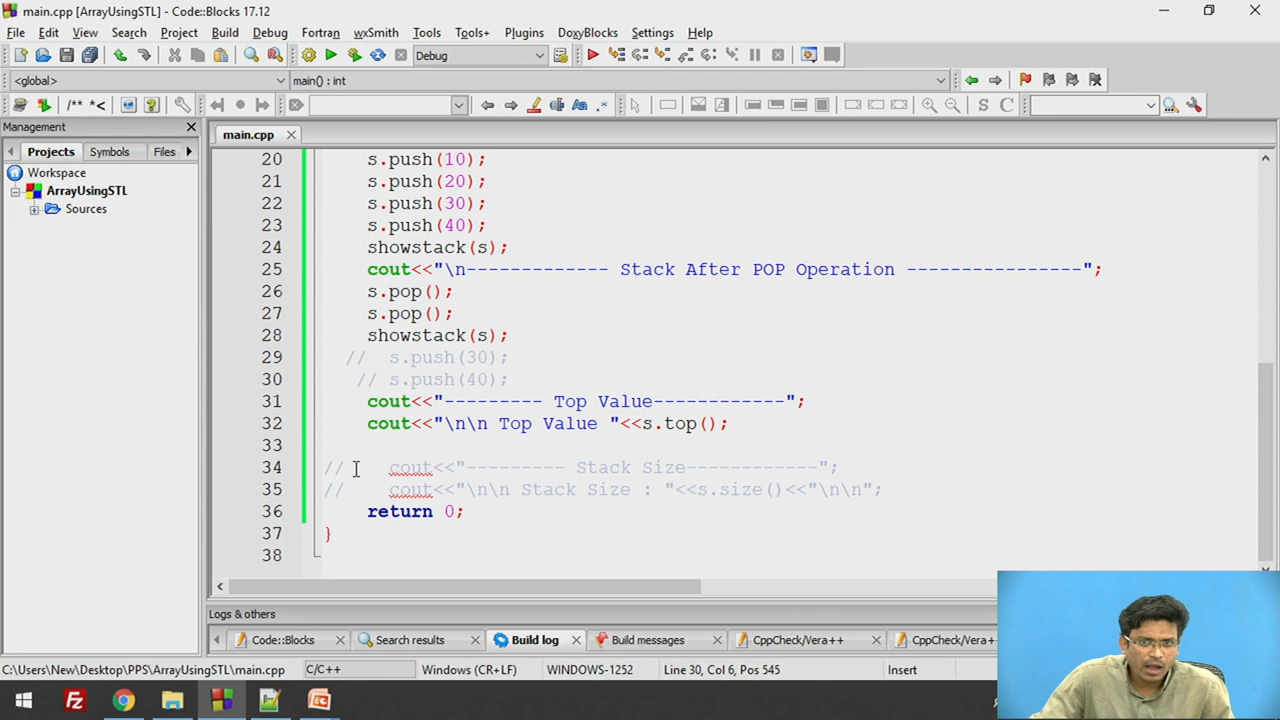 main.cpp [ArrayUsingSTL] - Code::Blocks 17.12
File Edit View Search Project Build Debug Fortran wxSmith Tools Tools+ Plugins DoxyBlocks Settings Help
Debug
<global> main() : int
/** *<
Management
main.cpp
Projects Symbols Files
Workspace
ArrayUsingSTL
Sources
20 s.push(10);
21 s.push(20);
22 s.push(30);
23 s.push(40);
24 showstack(s);
25 cout<<"\n------------- Stack After POP Operation ----------------";
26 s.pop();
27 s.pop();
28 showstack(s);
29 // s.push(30);
30 // s.push(40);
31 cout<<"--------- Top Value------------";
32 cout<<"\n\n Top Value "<<s.top();
33
34 // cout<<"--------- Stack Size------------";
35 // cout<<"\n\n Stack Size : "<<s.size()<<"\n\n";
36 return 0;
37 }
38
Logs & others
Code::Blocks Search results Build log Build messages CppCheck/Vera++ CppCheck/Vera++
C:\Users\New\Desktop\PPS\ArrayUsingSTL\main.cpp C/C++ Windows (CR+LF) WINDOWS-1252 Line 30, Col 6, Pos 545 Insert